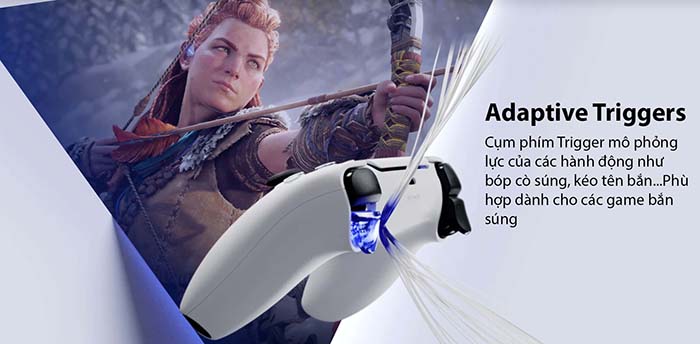 Adaptive Triggers
Cụm phím Trigger mô phỏng
lực của các hành động như
bóp cò súng, kéo tên bắn...Phù
hợp dành cho các game bắn
súng